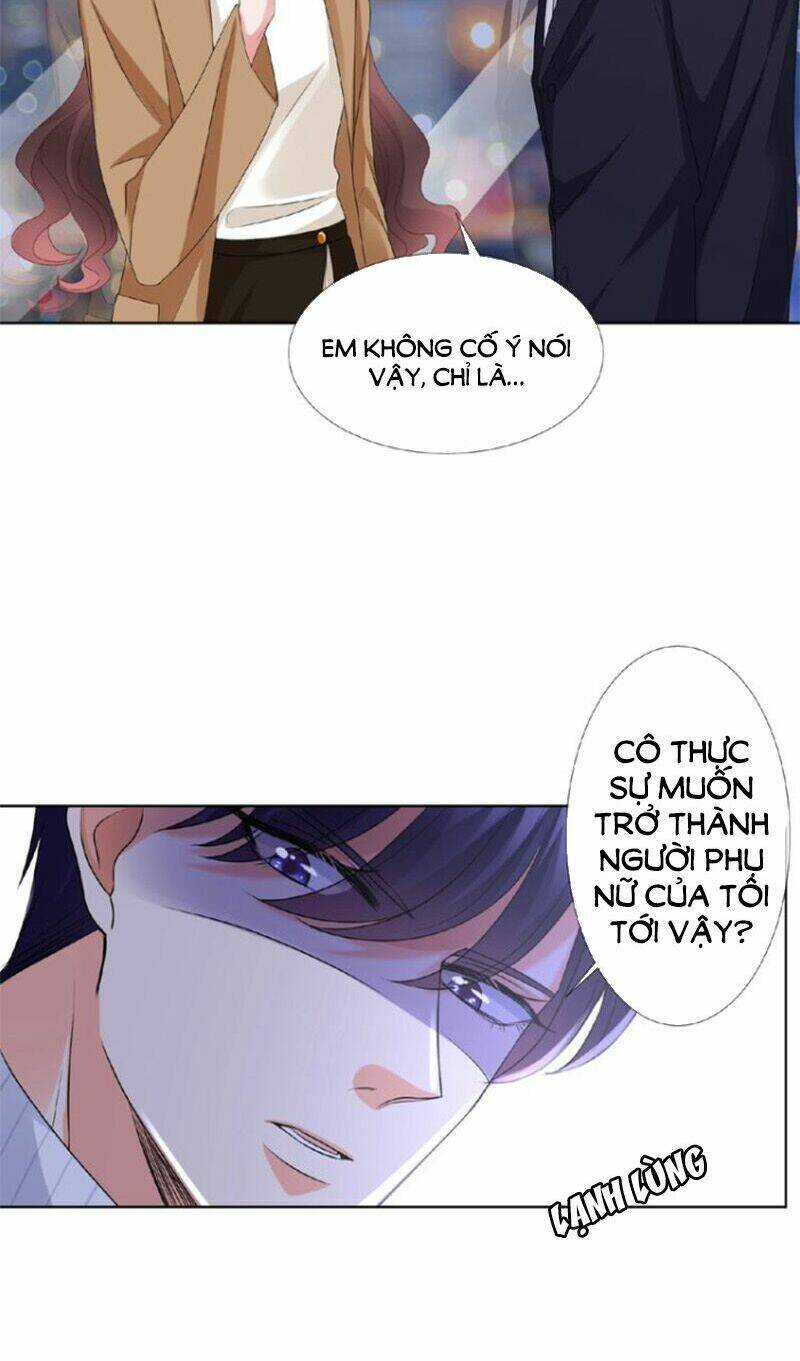 EM KHÔNG CỐ Ý NÓI
VẬY, CHỈ LÀ...
CÔ THỰC
SỰ MUỐN
TRỞ THÀNH
NGƯỜI PHỤ
NỮ CỦA TÔI
TỚI VẬY?
LẠNH LÙNG